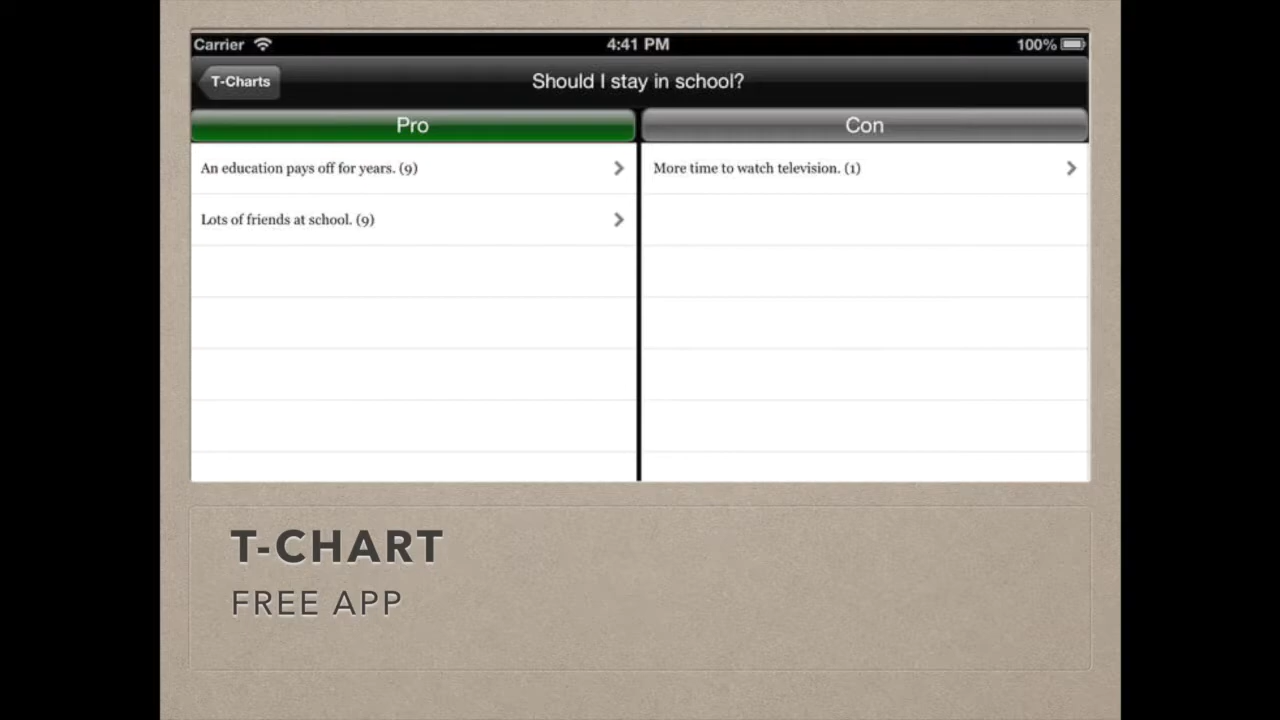 Carrier 4:41 PM 100%
T-Charts Should I stay in school?
Pro Con
An education pays off for years. (9) More time to watch television. (1)
Lots of friends at school. (9)
T-CHART
FREE APP